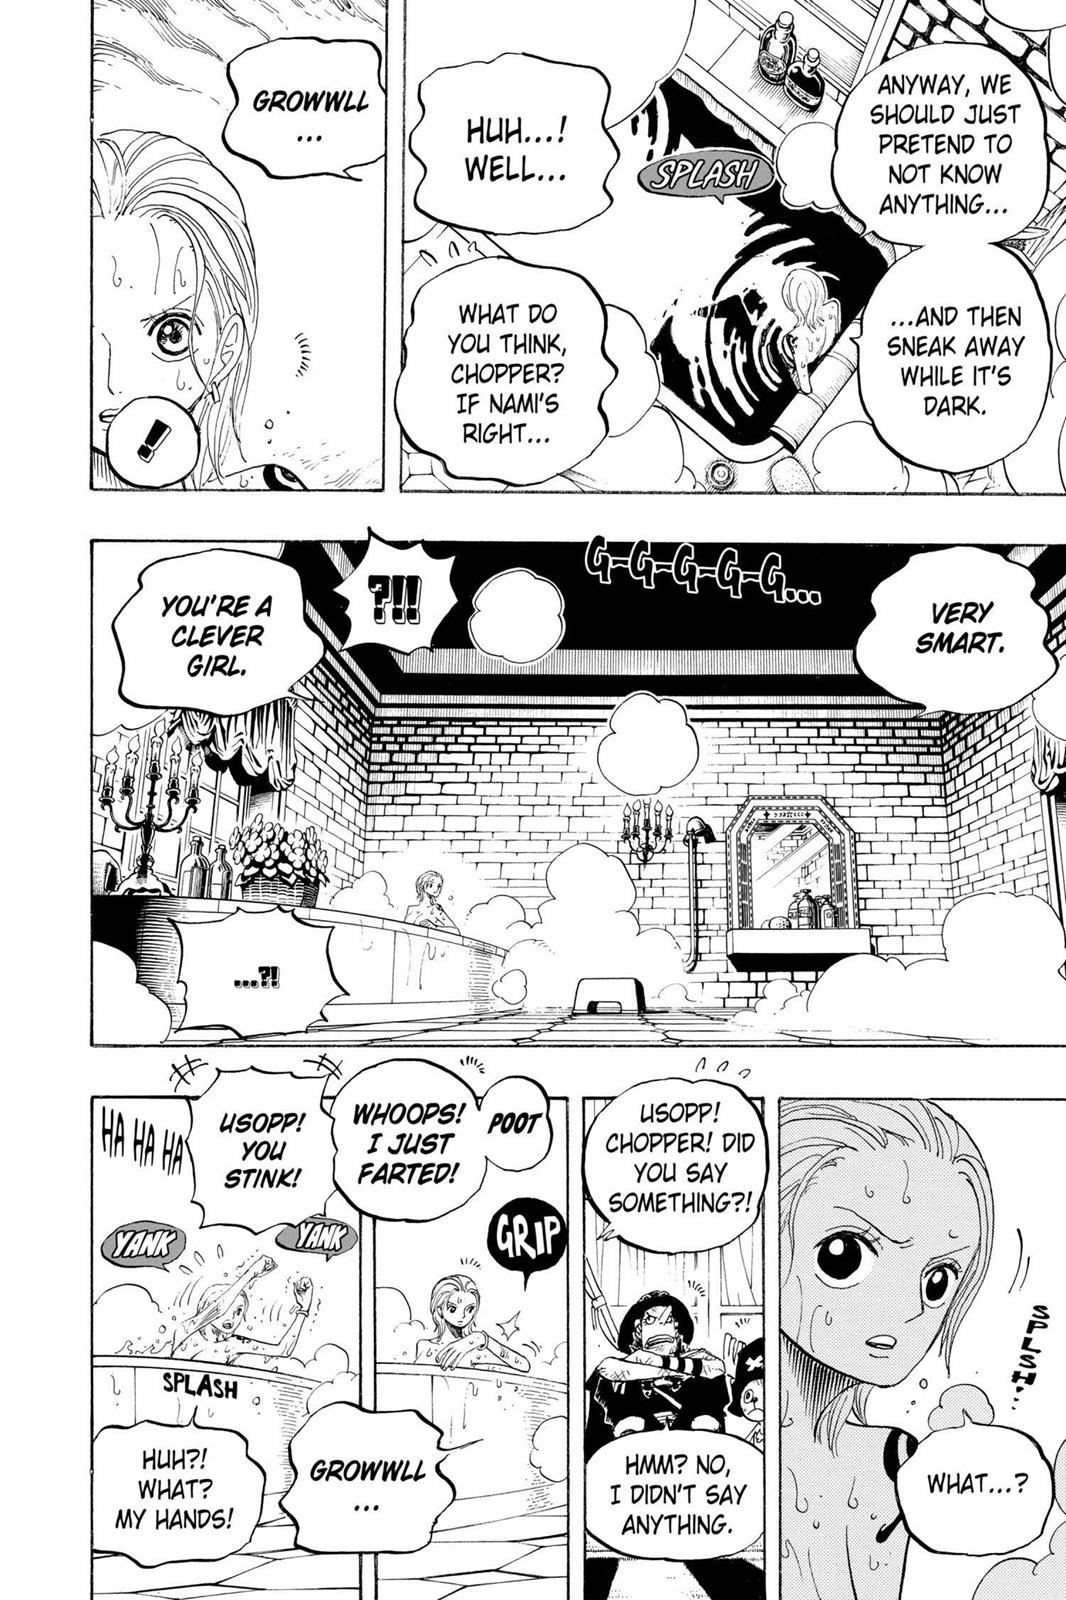 ANYWAY, WE
SHOULD JUST
PRETEND TO
NOT KNOW
ANYTHING...
...AND THEN
SNEAK AWAY
WHILE IT'S
DARK.
SPLASH
HUH...!
WELL...
WHAT DO
YOU THINK,
CHOPPER?
IF NAMI'S
RIGHT...
GROWWLL
...
!
VERY
SMART.
G-G-G-G-G...
?!!
YOU'RE A
CLEVER
GIRL.
...?!
SPLSH...
WHAT...?
USOPP!
CHOPPER! DID
YOU SAY
SOMETHING?!
HMM? NO,
I DIDN'T SAY
ANYTHING.
POOT
WHOOPS!
I JUST
FARTED!
GRIP
GROWWLL
...
USOPP!
YOU
STINK!
HA HA HA
YANK
YANK
SPLASH
HUH?!
WHAT?
MY HANDS!